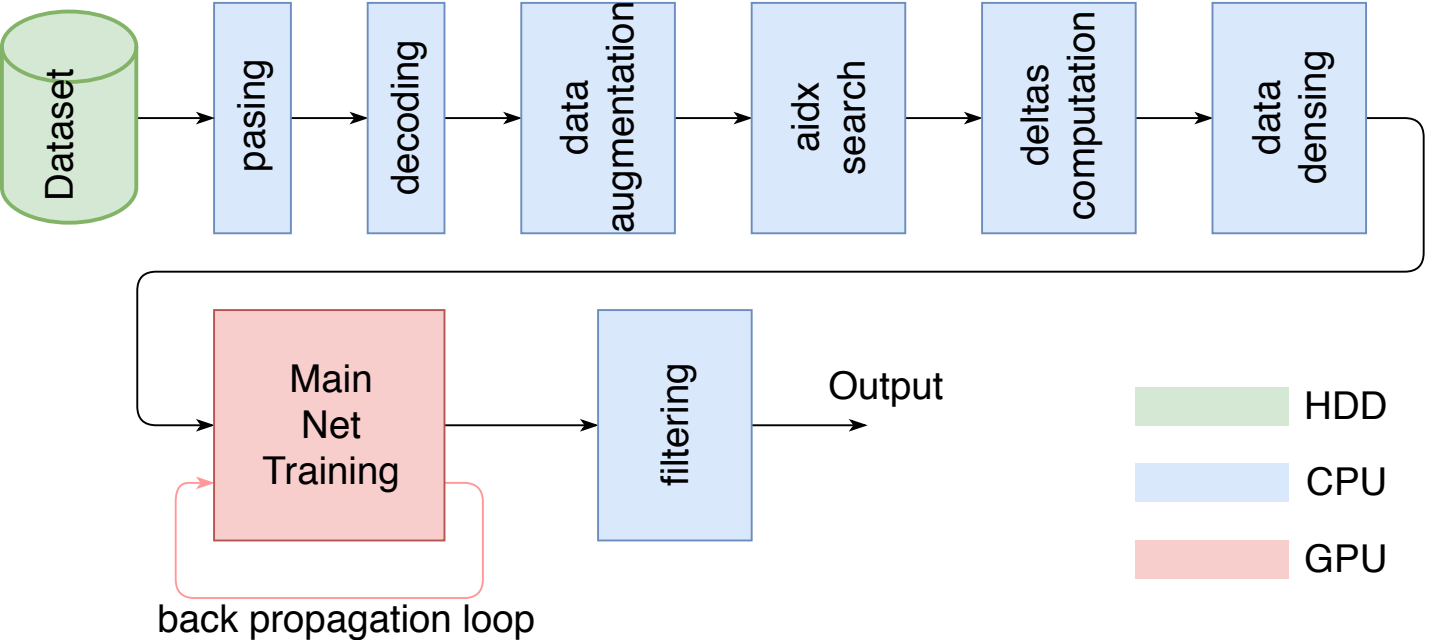 Dataset
pasing
decoding
data
augmentation
aidx
search
deltas
computation
data
densing
Main
Net
Training
filtering
Output
back propagation loop
HDD
CPU
GPU